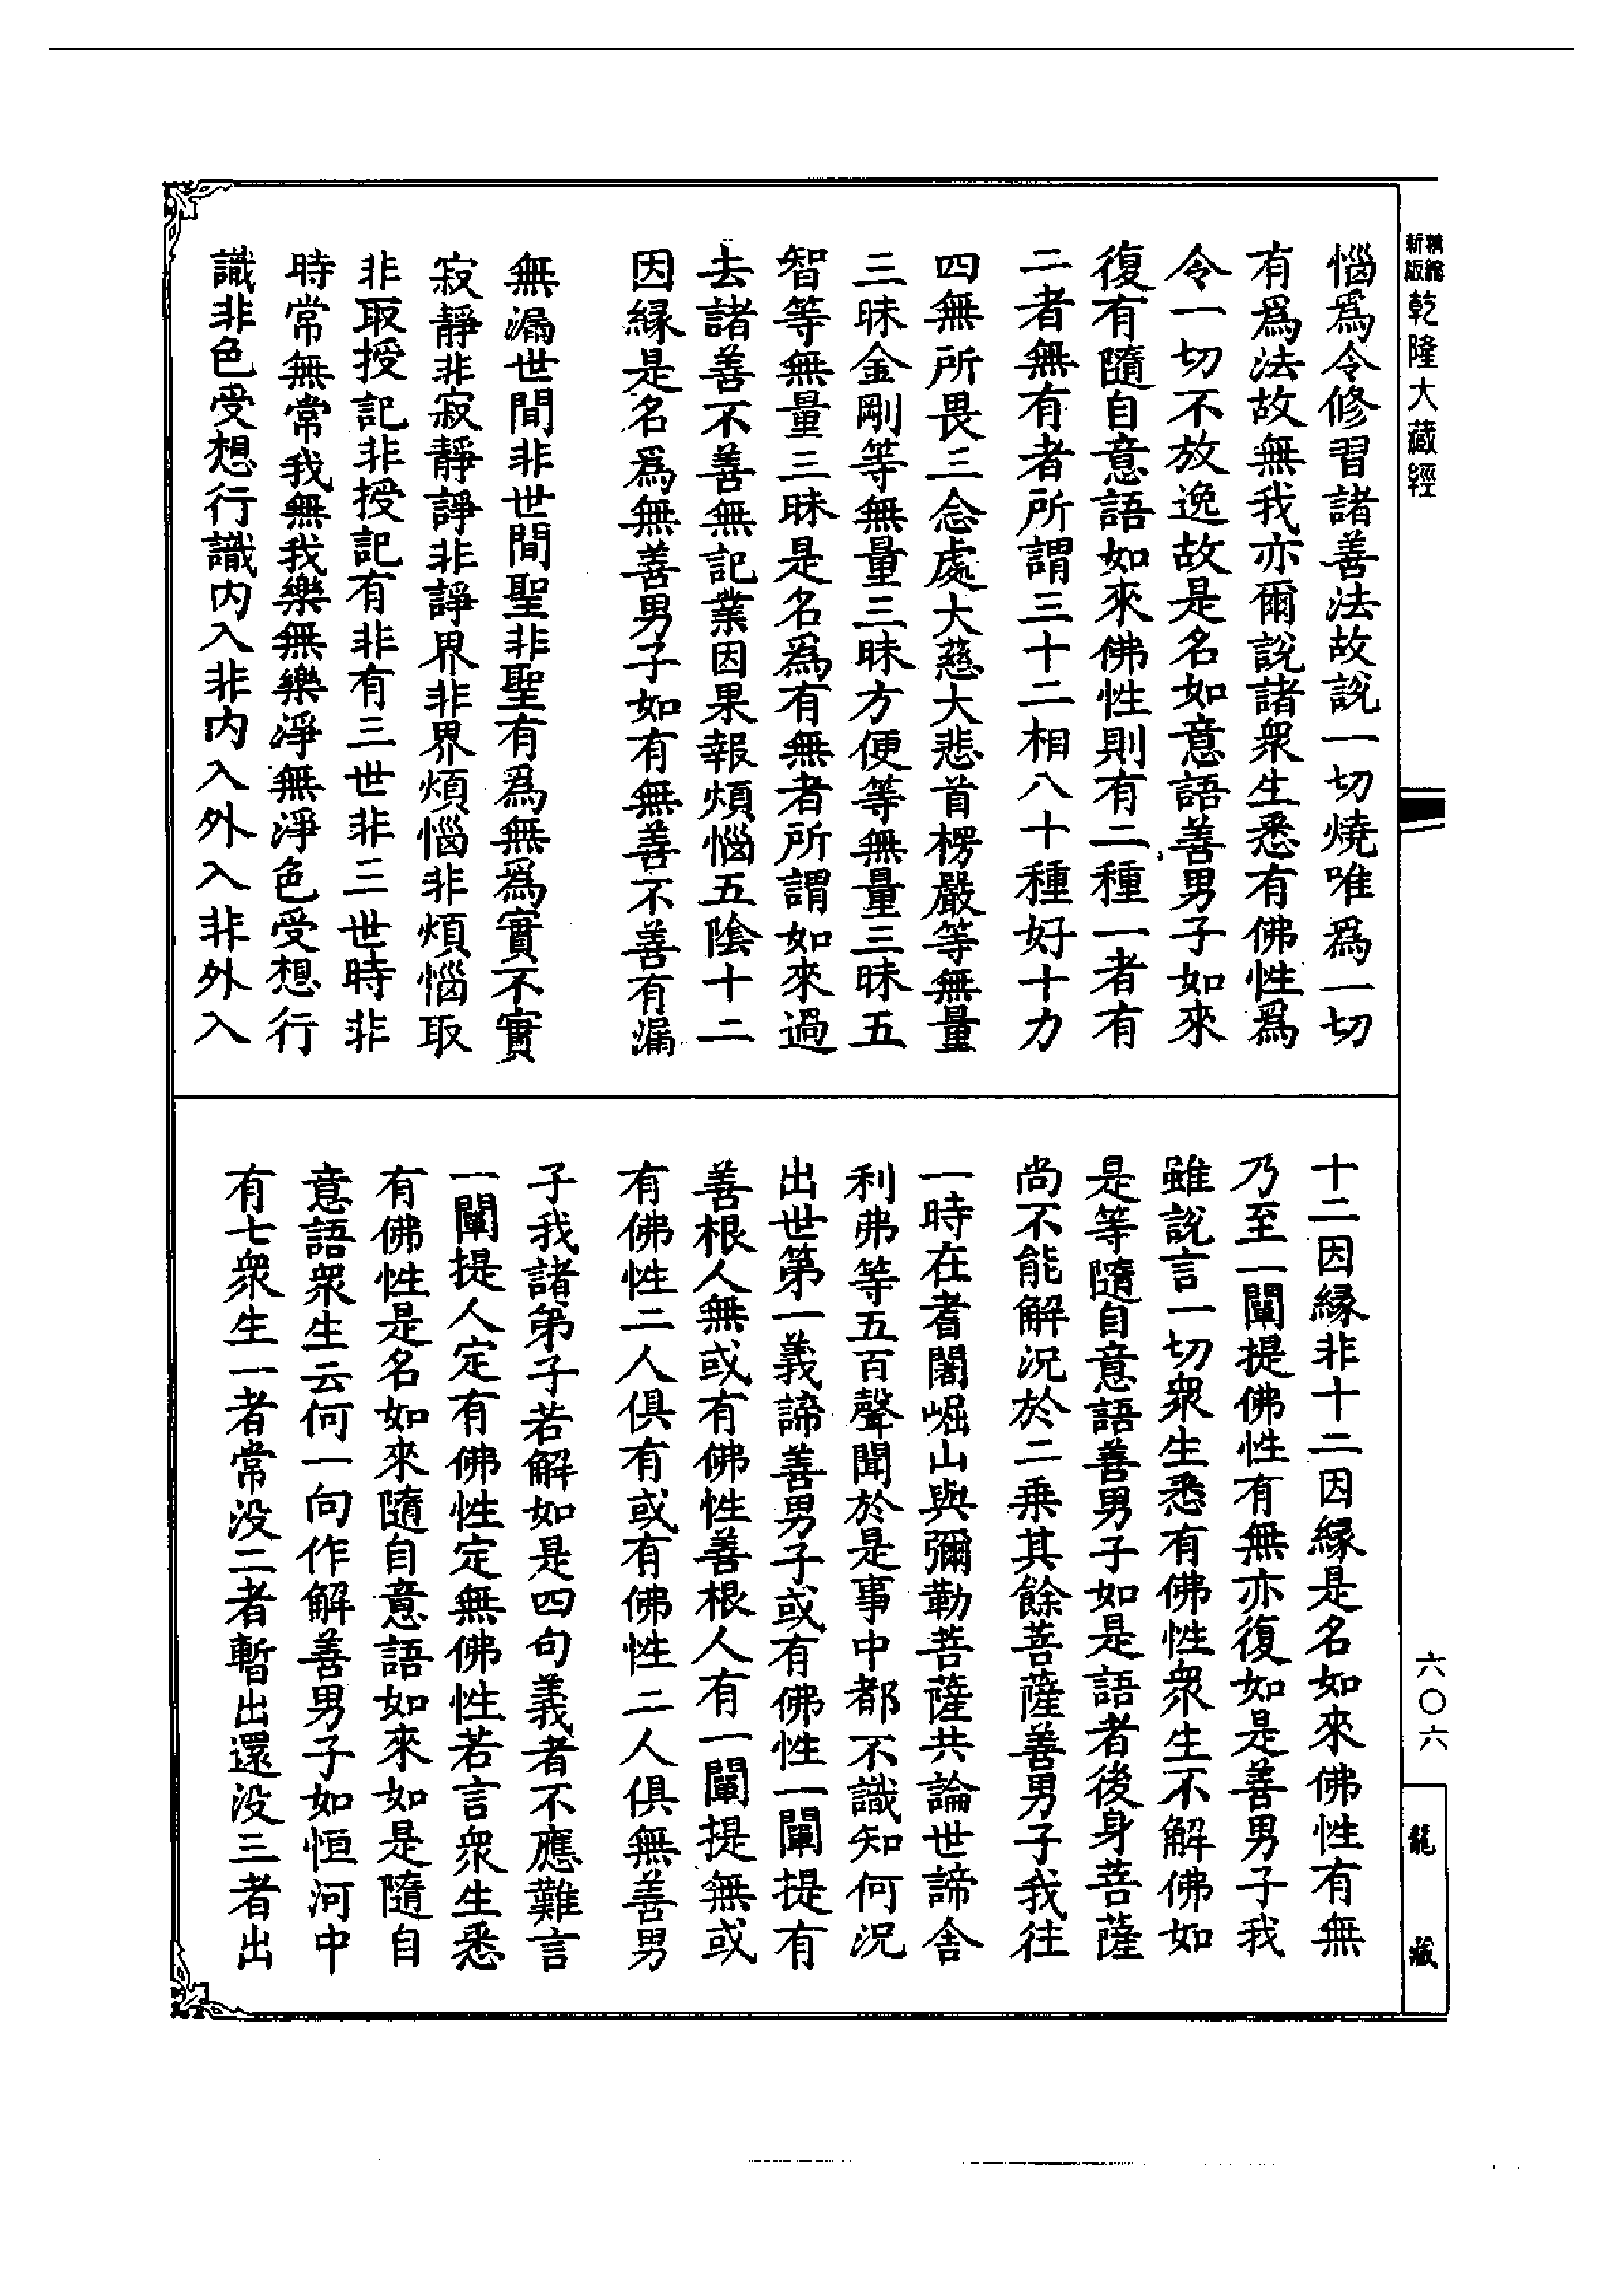 精縮新版乾隆大藏經
惱爲令修習諸善法故說一切燒唯爲一切
有爲法故無我亦爾說諸衆生悉有佛性爲
令一切不放逸故是名如意語善男子如來
復有隨自意語如來佛性則有二種一者有
二者無有者所謂三十二相八十種好十力
四無所畏三念處大慈大悲首楞嚴等無量
三昧金剛等無量三昧方便等無量三昧五
智等無量三昧是名爲有無者所謂如來過
去諸善不善無記業因果報煩惱五陰十二
因緣是名爲無善男子如有無善不善有漏
無漏世間非世間聖非聖有爲無爲實不實
寂靜非寂靜諍非諍界非界煩惱非煩惱取
非取授記非授記有非有三世非三世時非
時常無常我無我樂無樂淨無淨色受想行
識非色受想行識內入非內入外入非外入
十二因緣非十二因緣是名如來佛性有無
乃至一闡提佛性有無亦復如是善男子我
雖說言一切衆生悉有佛性衆生不解佛如
是等隨自意語善男子如是語者後身菩薩
尚不能解況於二乘其餘菩薩善男子我往
一時在耆闍崛山與彌勒菩薩共論世諦舍
利弗等五百聲聞於是事中都不識知何況
出世第一義諦善男子或有佛性一闡提有
善根人無或有佛性善根人有一闡提無或
有佛性二人俱有或有佛性二人俱無善男
子我諸弟子若解如是四句義者不應難言
一闡提人定有佛性定無佛性若言衆生悉
有佛性是名如來隨自意語如來如是隨自
意語衆生云何一向作解善男子如恒河中
有七衆生一者常没二者暫出還没三者出
六〇六
龍藏